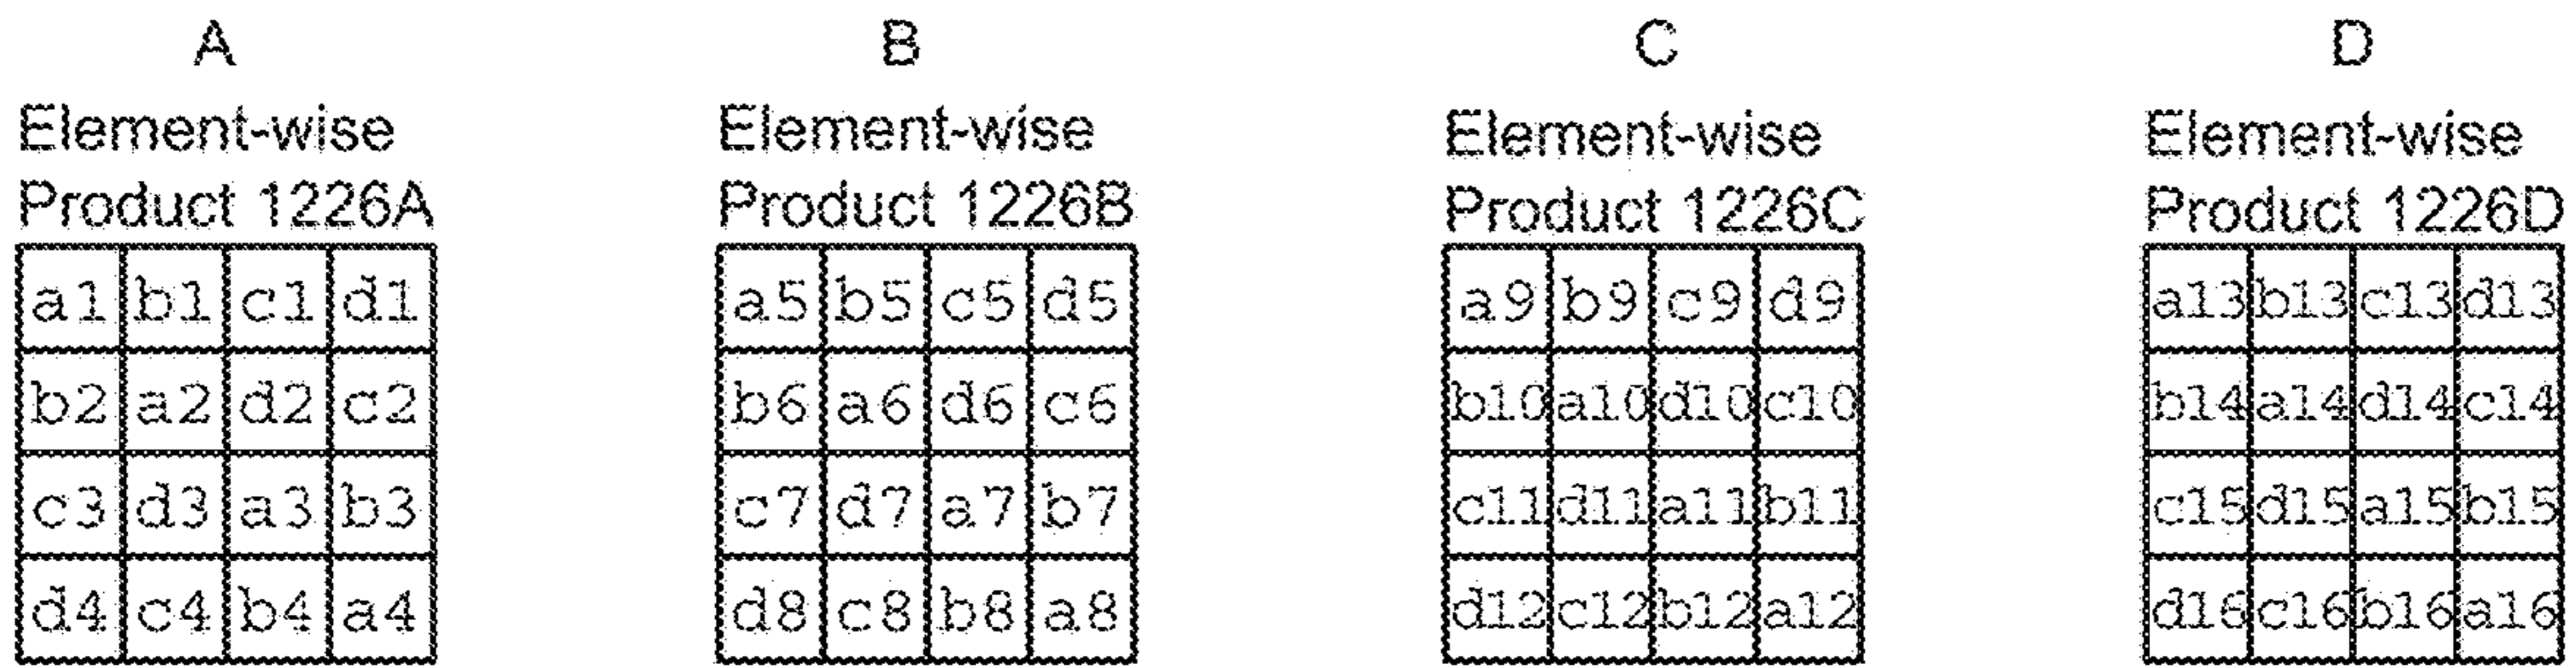 A B C D
Element-wise Element-wise Element-wise Element-wise
Product 1226A Product 1226B Product 1226C Product 1226D
a1 b1 c1 d1 a5 b5 c5 d5 a9 b9 c9 d9 a13 b13 c13 d13
b2 a2 d2 c2 b6 a6 d6 c6 b10 a10 d10 c10 b14 a14 d14 c14
c3 d3 a3 b3 c7 d7 a7 b7 c11 d11 a11 b11 c15 d15 a15 b15
d4 c4 b4 a4 d8 c8 b8 a8 d12 c12 b12 a12 d16 c16 b16 a16